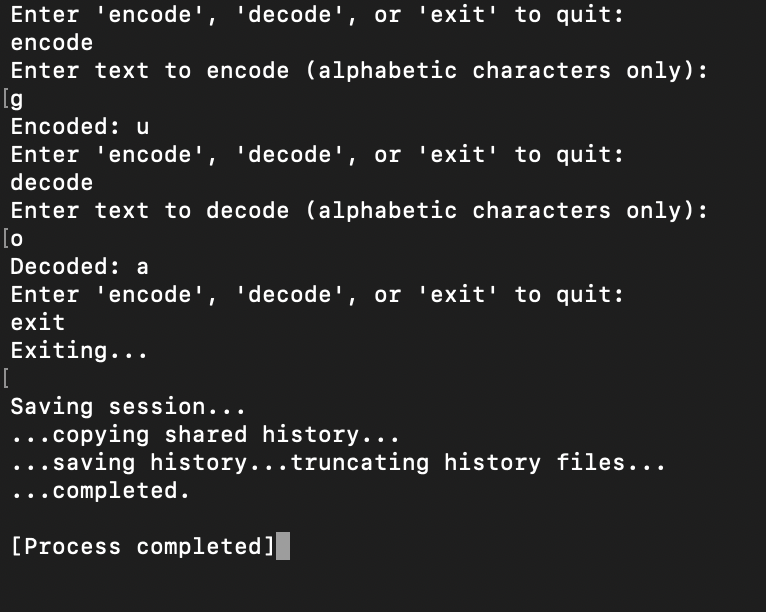 Enter 'encode', 'decode', or 'exit' to quit:
encode
Enter text to encode (alphabetic characters only):
[g
Encoded: u
Enter 'encode', 'decode', or 'exit' to quit:
decode
Enter text to decode (alphabetic characters only):
[o
Decoded: a
Enter 'encode', 'decode', or 'exit' to quit:
exit
Exiting...
[
Saving session...
...copying shared history...
...saving history...truncating history files...
...completed.
[Process completed]